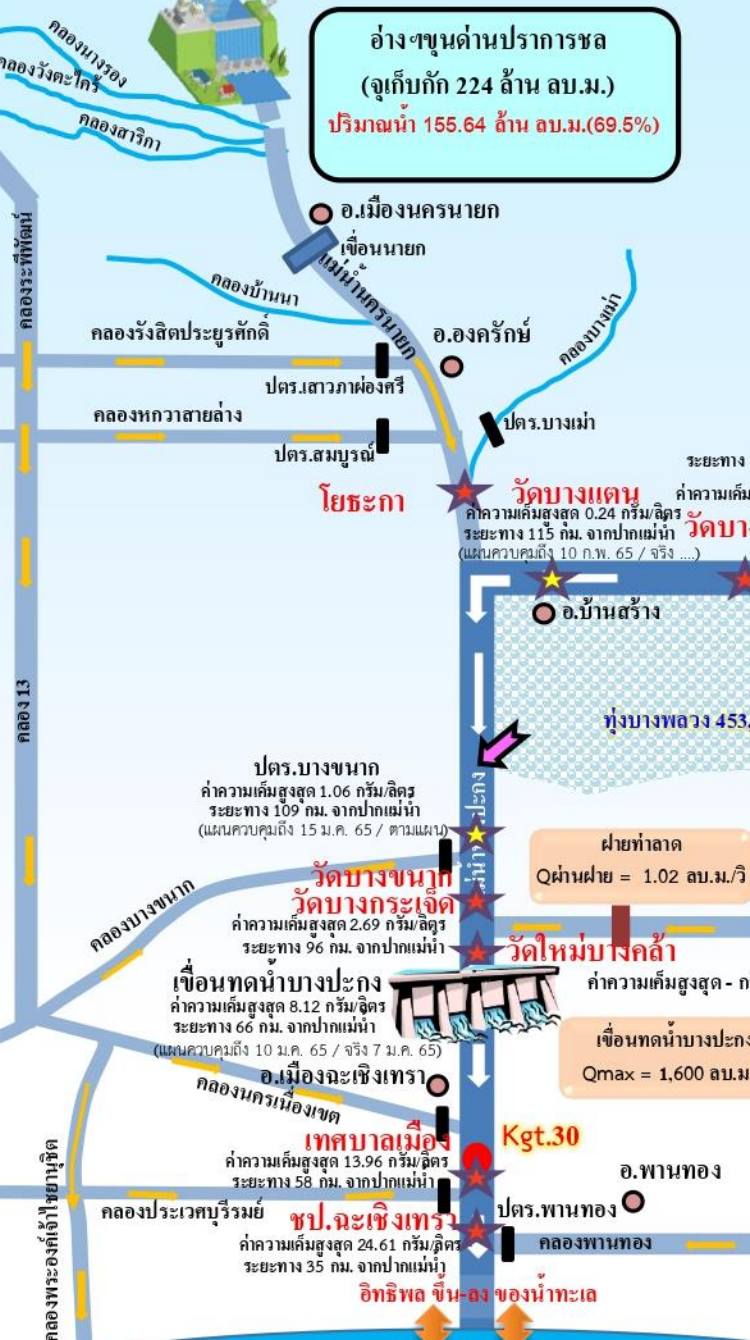 อ่างฯขุนด่านปราการชล
(จุเก็บกัก 224 ล้าน ลบ.ม.)
ปริมาณน้ำ 155.64 ล้าน ลบ.ม.(69.5%)
คลองนางรอง
คลองวังตะไคร้
คลองสาริกา
อ.เมืองนครนายก
เขื่อนนายก
แม่น้ำนครนายก
คลองบ้านนา
คลองระพีพัฒน์
คลองรังสิตประยูรศักดิ์
อ.องครักษ์
คลองบางเม่า
ปตร.เสาวภาผ่องศรี
คลองหกวาสายล่าง
ปตร.บางเม่า
ปตร.สมบูรณ์
ระยะทาง
โยธะกา
วัดบางแตน
ค่าความเค็ม
ค่าความเค็มสูงสุด 0.24 กรัม/ลิตร
วัดบา
ระยะทาง 115 กม. จากปากแม่น้ำ
(แผนควบคุมถึง 10 ก.พ. 65 / จริง ....)
อ.บ้านสร้าง
คลอง 13
ทุ่งบางพลวง 453.
ปตร.บางขนาก
ค่าความเค็มสูงสุด 1.06 กรัม/ลิตร
ระยะทาง 109 กม. จากปากแม่น้ำ
(แผนควบคุมถึง 15 ม.ค. 65 / ตามแผน)
ปะกง
ฝายท่าลาด
Qผ่านฝาย = 1.02 ลบ.ม./วิ
วัดบางขนาก
วัดบางกระเจ็ด
ค่าความเค็มสูงสุด 2.69 กรัม/ลิตร
ระยะทาง 96 กม. จากปากแม่น้ำ
คลองบางขนาก
วัดใหม่บางคล้า
ค่าความเค็มสูงสุด - ก
เขื่อนทดน้ำบางปะกง
ค่าความเค็มสูงสุด 8.12 กรัม/ลิตร
ระยะทาง 66 กม. จากปากแม่น้ำ
(แผนควบคุมถึง 10 ม.ค. 65 / จริง 7 ม.ค. 65)
เขื่อนทดน้ำบางปะกง
Qmax = 1,600 ลบ.ม
อ.เมืองฉะเชิงเทรา
คลองนครเนื่องเขต
เทศบาลเมือง
Kgt.30
ค่าความเค็มสูงสุด 13.96 กรัม/ลิตร
ระยะทาง 58 กม. จากปากแม่น้ำ
อ.พานทอง
คลองพระองค์เจ้าไชยานุชิต
คลองประเวศบุรีรมย์
ชป.ฉะเชิงเทรา
ปตร.พานทอง
ค่าความเค็มสูงสุด 24.61 กรัม/ลิตร
ระยะทาง 35 กม. จากปากแม่น้ำ
คลองพานทอง
อิทธิพล ขึ้น-ลง ของน้ำทะเล